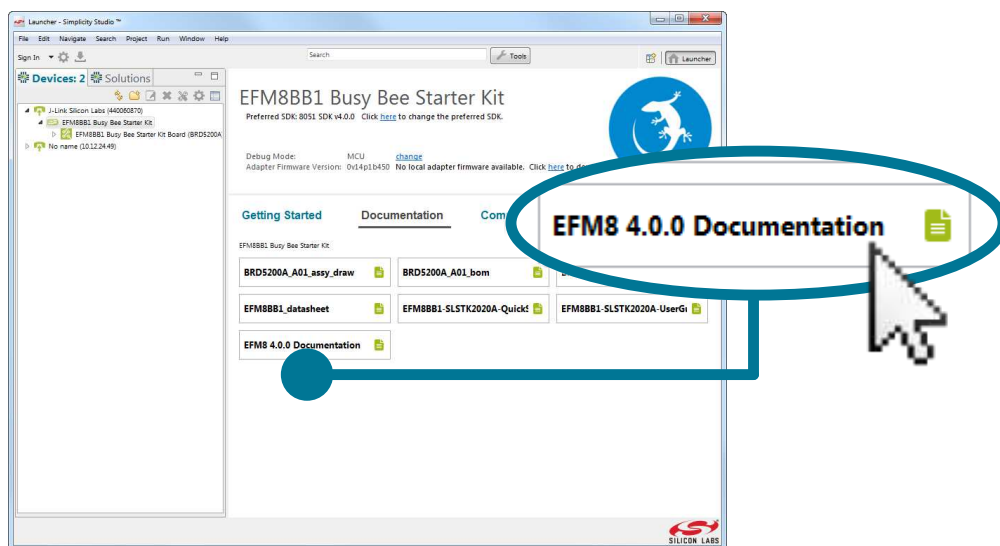 Launcher - Simplicity Studio ™
File Edit Navigate Search Project Run Window Help
Sign In Search Tools Launcher
Devices: 2 Solutions
J-Link Silicon Labs (440060870)
EFM8BB1 Busy Bee Starter Kit
EFM8BB1 Busy Bee Starter Kit Board (BRD5200A
No name (10.12.24.49)
EFM8BB1 Busy Bee Starter Kit
Preferred SDK: 8051 SDK v4.0.0 Click here to change the preferred SDK.
Debug Mode: MCU change
Adapter Firmware Version: 0v14p1b450 No local adapter firmware available. Click here to do
Getting Started Documentation Com
EFM8 4.0.0 Documentation
EFM8BB1 Busy Bee Starter Kit
BRD5200A_A01_assy_draw BRD5200A_A01_bom
EFM8BB1_datasheet EFM8BB1-SLSTK2020A-QuickS EFM8BB1-SLSTK2020A-UserGu
EFM8 4.0.0 Documentation
SILICON LABS